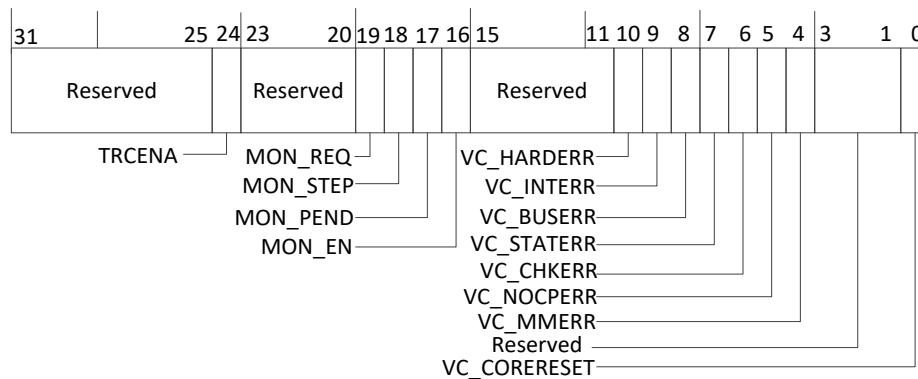 31 25 24 23 20 19 18 17 16 15 11 10 9 8 7 6 5 4 3 1 0
Reserved Reserved Reserved
TRCENA MON_REQ VC_HARDERR
MON_STEP VC_INTERR
MON_PEND VC_BUSERR
MON_EN VC_STATERR
VC_CHKERR
VC_NOCPERR
VC_MMERR
Reserved
VC_CORERESET